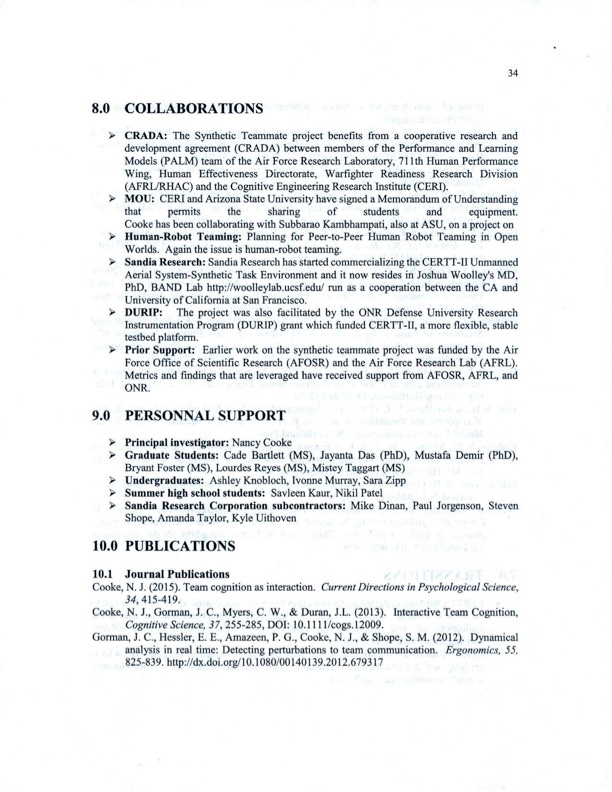 34
8.0 COLLABORATIONS
➢ CRADA: The Synthetic Teammate project benefits from a cooperative research and
development agreement (CRADA) between members of the Performance and Learning
Models (PALM) team of the Air Force Research Laboratory, 711th Human Performance
Wing, Human Effectiveness Directorate, Warfighter Readiness Research Division
(AFRL/RHAC) and the Cognitive Engineering Research Institute (CERI).
➢ MOU: CERI and Arizona State University have signed a Memorandum of Understanding
that permits the sharing of students and equipment.
Cooke has been collaborating with Subbarao Kambhampati, also at ASU, on a project on
➢ Human-Robot Teaming: Planning for Peer-to-Peer Human Robot Teaming in Open
Worlds. Again the issue is human-robot teaming.
➢ Sandia Research: Sandia Research has started commercializing the CERTT-II Unmanned
Aerial System-Synthetic Task Environment and it now resides in Joshua Woolley's MD,
PhD, BAND Lab http://woolleylab.ucsf.edu/ run as a cooperation between the CA and
University of California at San Francisco.
➢ DURIP: The project was also facilitated by the ONR Defense University Research
Instrumentation Program (DURIP) grant which funded CERTT-II, a more flexible, stable
testbed platform.
➢ Prior Support: Earlier work on the synthetic teammate project was funded by the Air
Force Office of Scientific Research (AFOSR) and the Air Force Research Lab (AFRL).
Metrics and findings that are leveraged have received support from AFOSR, AFRL, and
ONR.
9.0 PERSONNAL SUPPORT
➢ Principal investigator: Nancy Cooke
➢ Graduate Students: Cade Bartlett (MS), Jayanta Das (PhD), Mustafa Demir (PhD),
Bryant Foster (MS), Lourdes Reyes (MS), Mistey Taggart (MS)
➢ Undergraduates: Ashley Knobloch, Ivonne Murray, Sara Zipp
➢ Summer high school students: Savleen Kaur, Nikil Patel
➢ Sandia Research Corporation subcontractors: Mike Dinan, Paul Jorgenson, Steven
Shope, Amanda Taylor, Kyle Uithoven
10.0 PUBLICATIONS
10.1 Journal Publications
Cooke, N. J. (2015). Team cognition as interaction. Current Directions in Psychological Science,
34, 415-419.
Cooke, N. J., Gorman, J. C., Myers, C. W., & Duran, J.L. (2013). Interactive Team Cognition,
Cognitive Science, 37, 255-285, DOI: 10.1111/cogs.12009.
Gorman, J. C., Hessler, E. E., Amazeen, P. G., Cooke, N. J., & Shope, S. M. (2012). Dynamical
analysis in real time: Detecting perturbations to team communication. Ergonomics, 55,
825-839. http://dx.doi.org/10.1080/00140139.2012.679317